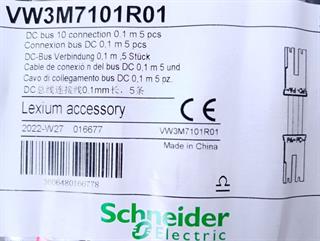 VW3M7101R01
DC bus 10 connection 0.1 m 5 pcs
Connexion bus DC 0,1 m 5 pcs
DC-Bus Verbindung 0,1m ,5 Stück
Cable de conexió n del bus DC 0,1 m 5 und
Cavo di collegamento bus DC 0,1 m 5 pz.
DC总线连接线0.1mm长，5条
Lexium accessory
CE
2022-W27 016677
VW3M7101R01
Made in China
3606480166778
Schneider
Electric